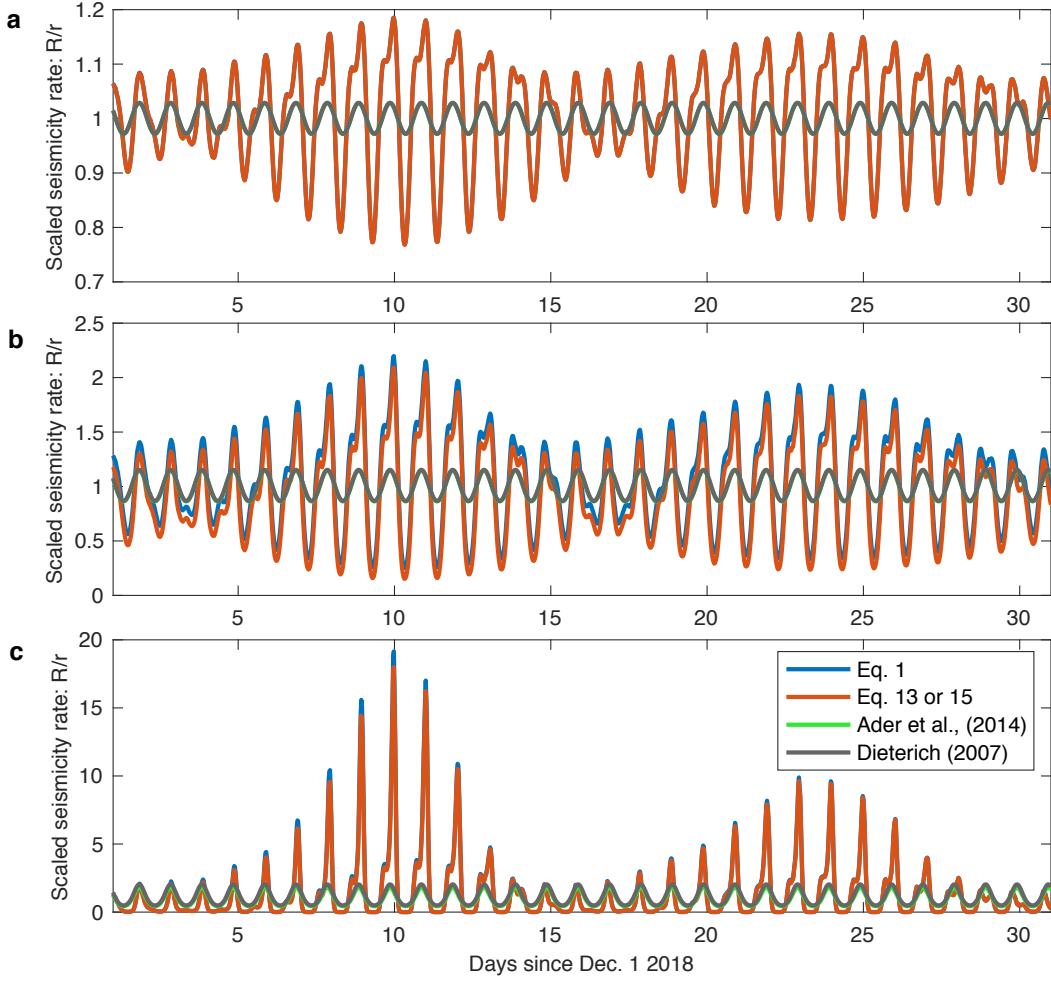 a
Scaled seismicity rate: R/r
1.2
1.1
1
0.9
0.8
0.7
5 10 15 20 25 30
b
Scaled seismicity rate: R/r
2.5
2
1.5
1
0.5
0
5 10 15 20 25 30
c
Scaled seismicity rate: R/r
20
15
10
5
0
Eq. 1
Eq. 13 or 15
Ader et al., (2014)
Dieterich (2007)
5 10 15 20 25 30
Days since Dec. 1 2018